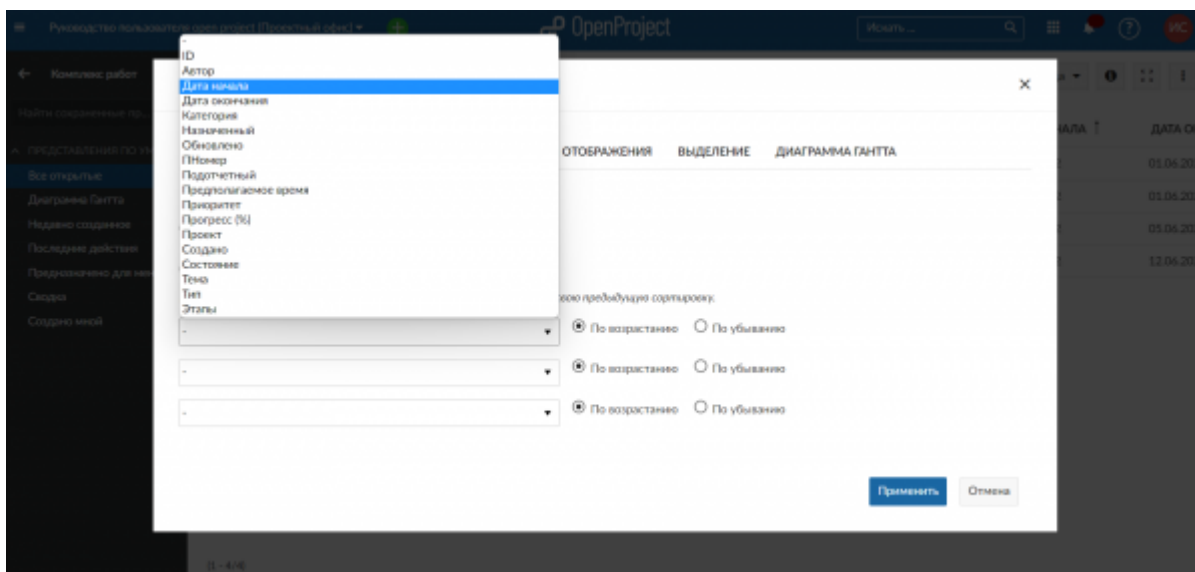 Руководство пользователя open project (Проектный офис)
OpenProject
Искать...
ИС
Комплекс работ
-
ID
Автор
Дата начала
Дата окончания
Категория
Назначенный
Обновлено
ПНомер
Подотчетный
Предполагаемое время
Приоритет
Прогресс (%)
Проект
Создано
Состояние
Тема
Тип
Этапы
×
Найти сохраненные пр...
ПРЕДСТАВЛЕНИЯ ПО УМ
Все открытые
Диаграмма Гантта
Недавно созданное
Последние действия
Предназначено для мен
Сводка
Создано мной
ОТОБРАЖЕНИЯ ВЫДЕЛЕНИЕ ДИАГРАММА ГАНТТА
ЧАЛА ДАТА О
01.06.20
01.06.20
05.06.20
12.06.20
свою предыдущую сортировку.
- По возрастанию По убыванию
- По возрастанию По убыванию
- По возрастанию По убыванию
Применить Отмена
(1 - 4/4)